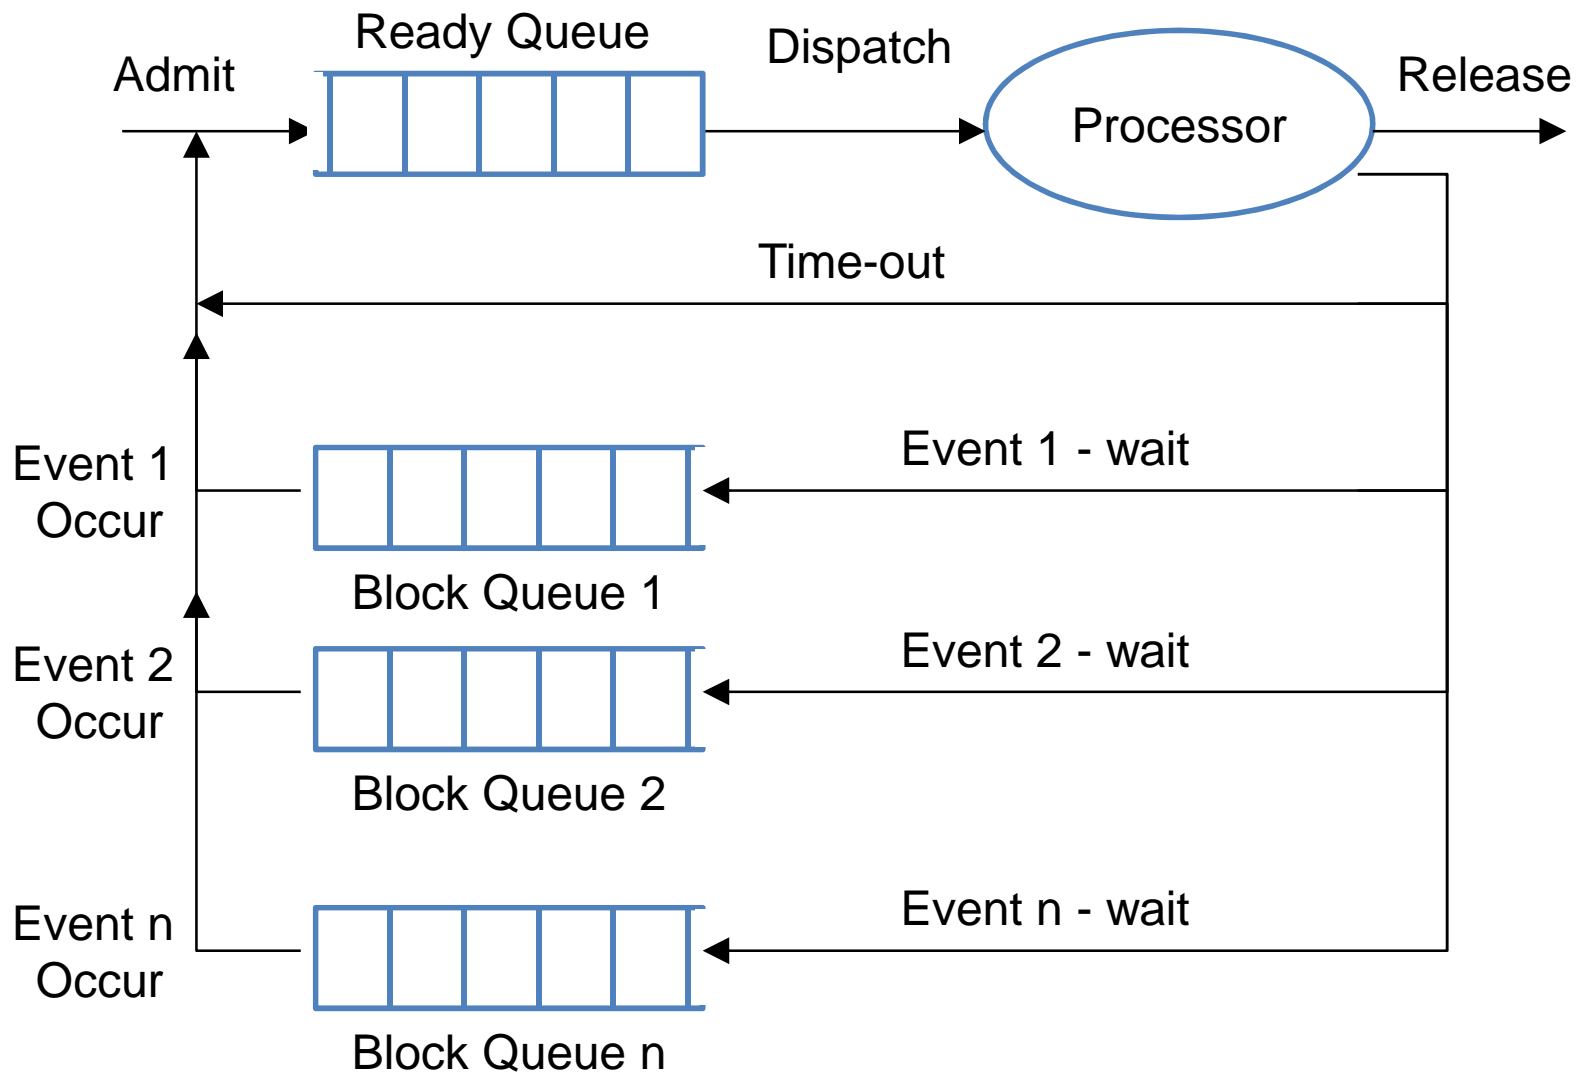 Ready Queue
Dispatch
Admit
Release
Processor
Time-out
Event 1 - wait
Event 1
Occur
Block Queue 1
Event 2 - wait
Event 2
Occur
Block Queue 2
Event n - wait
Event n
Occur
Block Queue n